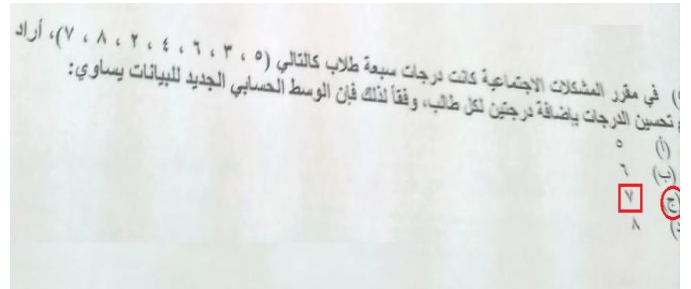 ) في مقرر المشكلات الاجتماعية كانت درجات سبعة طلاب كالتالي (٥ ، ٣ ، ٦ ، ٤ ، ٢ ، ٨ ، ٧)، أراد
تحسين الدرجات بإضافة درجتين لكل طالب، وفقاً لذلك فإن الوسط الحسابي الجديد للبيانات يساوي:
(أ) ٥
(ب) ٦
(ج) ٧
د) ٨